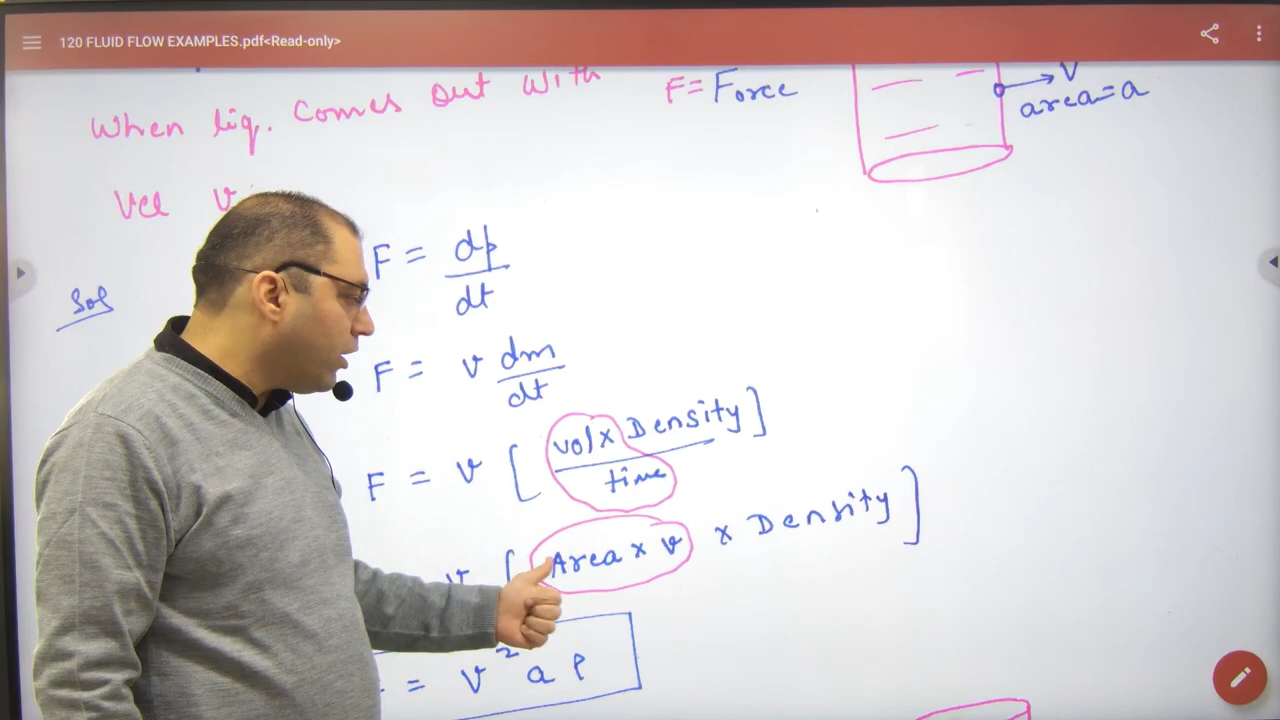 120 FLUID FLOW EXAMPLES.pdf<Read-only>
When liq. Comes Out With
Vel v
F = Force
v
area = a
Sol
F = dp/dt
F = v dm/dt
F = v [ vol x Density / time ]
v [ Area x v x Density ]
= v² a ρ